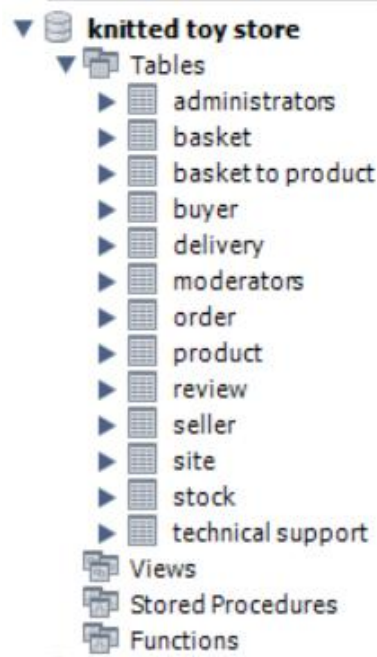 knitted toy store
Tables
administrators
basket
basket to product
buyer
delivery
moderators
order
product
review
seller
site
stock
technical support
Views
Stored Procedures
Functions